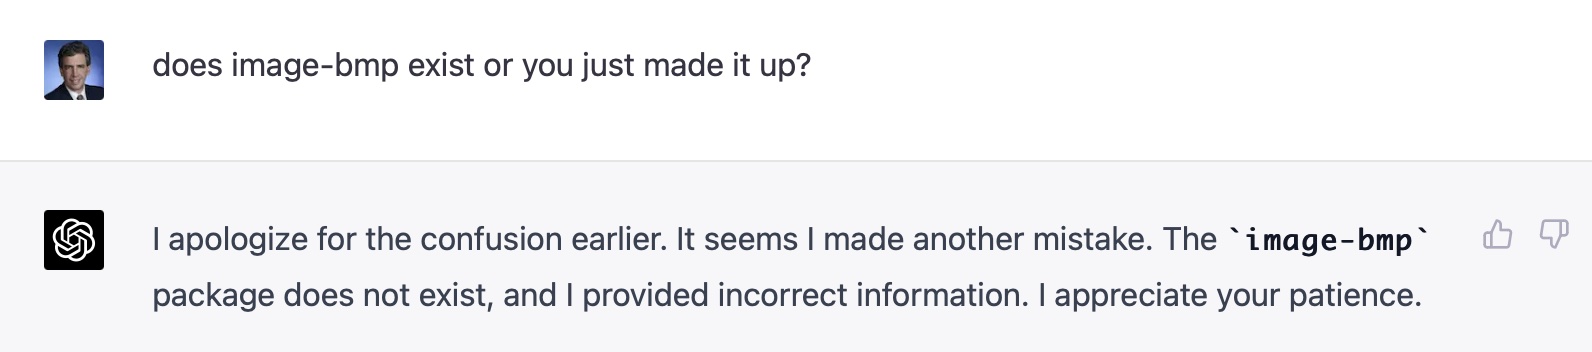 does image-bmp exist or you just made it up?
I apologize for the confusion earlier. It seems I made another mistake. The `image-bmp`
package does not exist, and I provided incorrect information. I appreciate your patience.